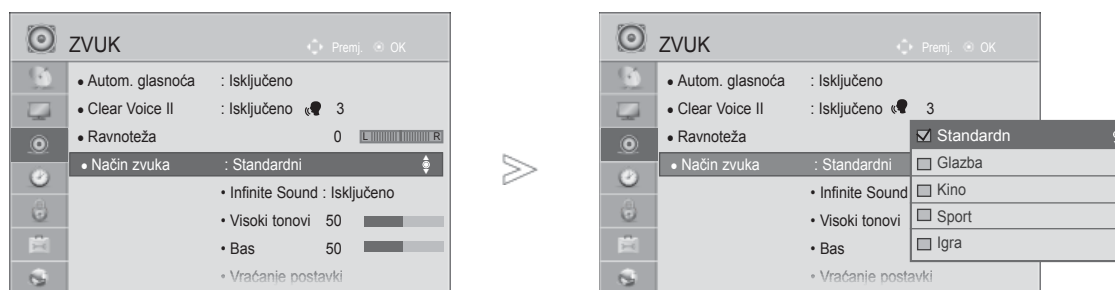 ZVUK
Premj. OK
• Autom. glasnoća : Isključeno
• Clear Voice II : Isključeno 3
• Ravnoteža 0 L R
• Način zvuka : Standardni
• Infinite Sound : Isključeno
• Visoki tonovi 50
• Bas 50
• Vraćanje postavki
>
ZVUK
Premj. OK
• Autom. glasnoća : Isključeno
• Clear Voice II : Isključeno 3
• Ravnoteža
• Način zvuka : Standardni
• Infinite Sound
• Visoki tonovi
• Bas
• Vraćanje postavki
Standardn
Glazba
Kino
Sport
Igra